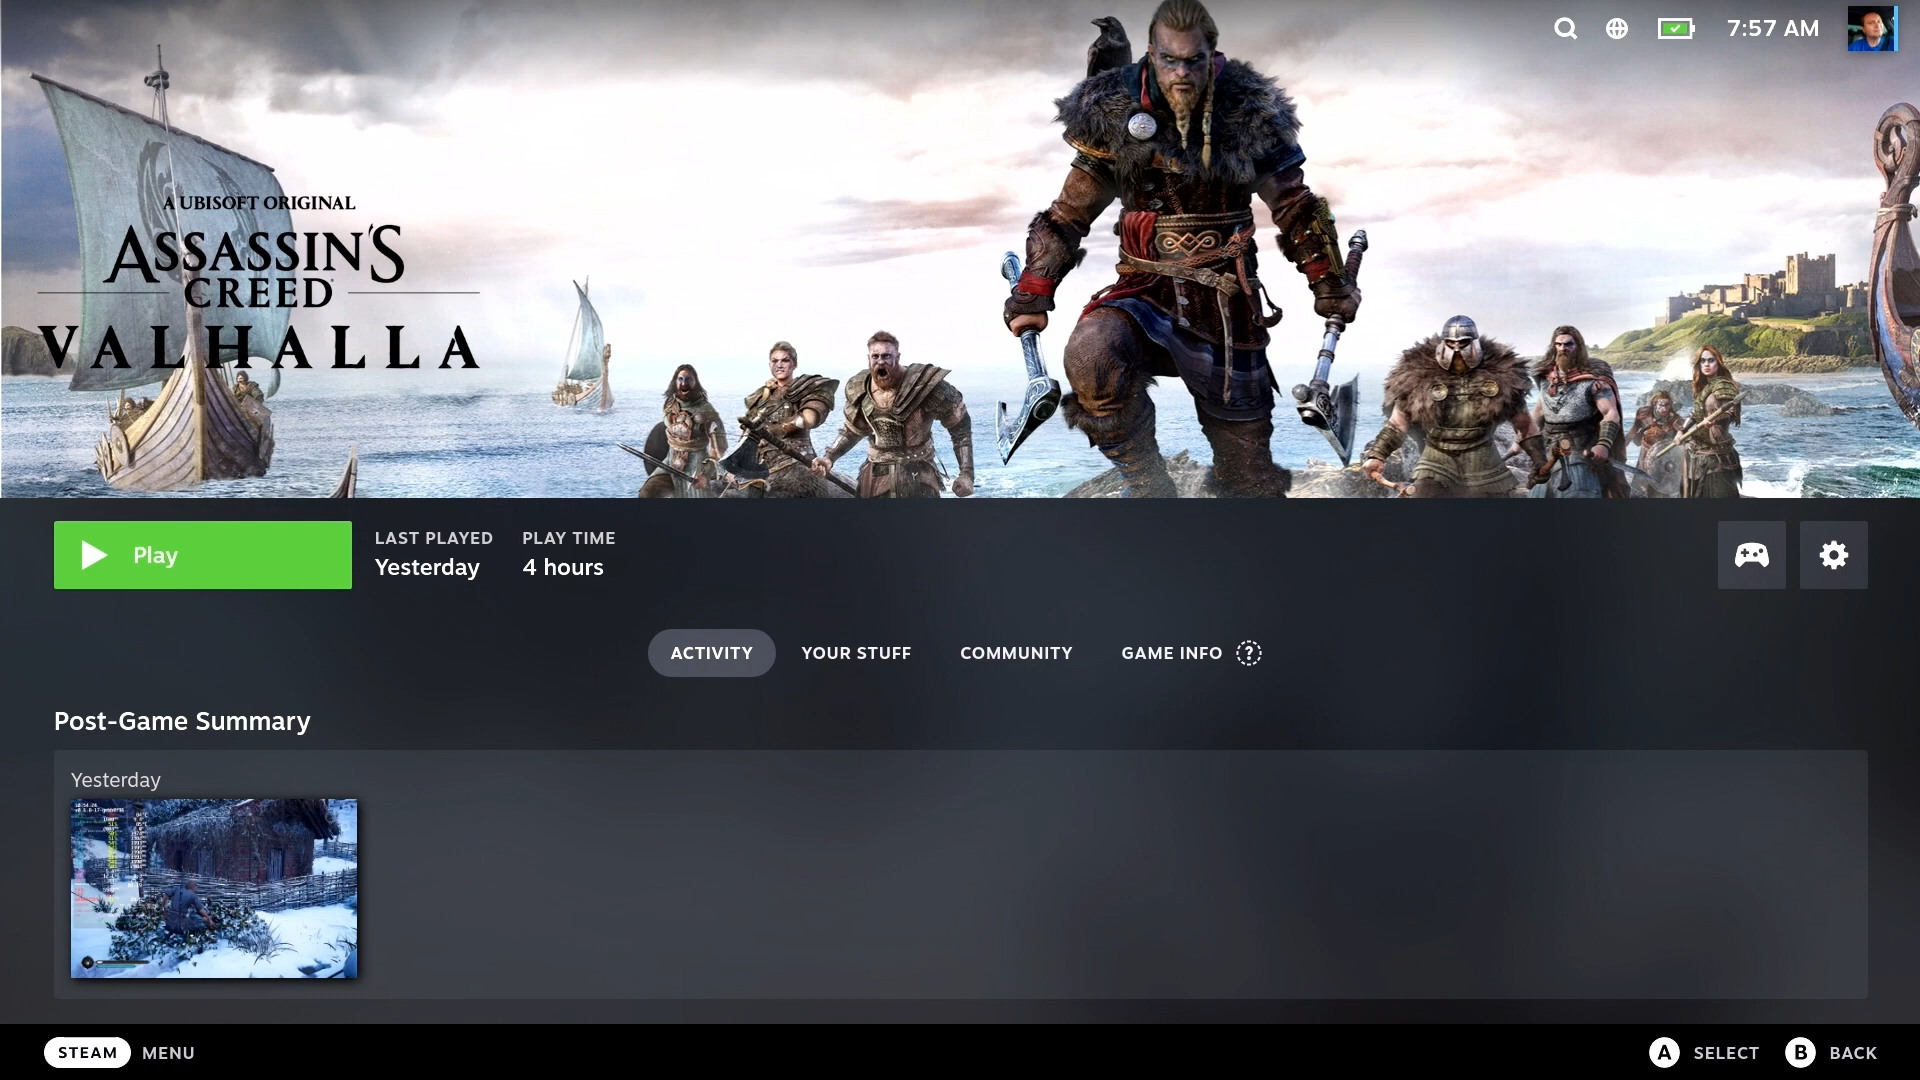 7:57 AM
A UBISOFT ORIGINAL
ASSASSIN'S
CREED
VALHALLA
Play
LAST PLAYED
Yesterday
PLAY TIME
4 hours
ACTIVITY
YOUR STUFF
COMMUNITY
GAME INFO ?
Post-Game Summary
Yesterday
STEAM MENU
A SELECT B BACK